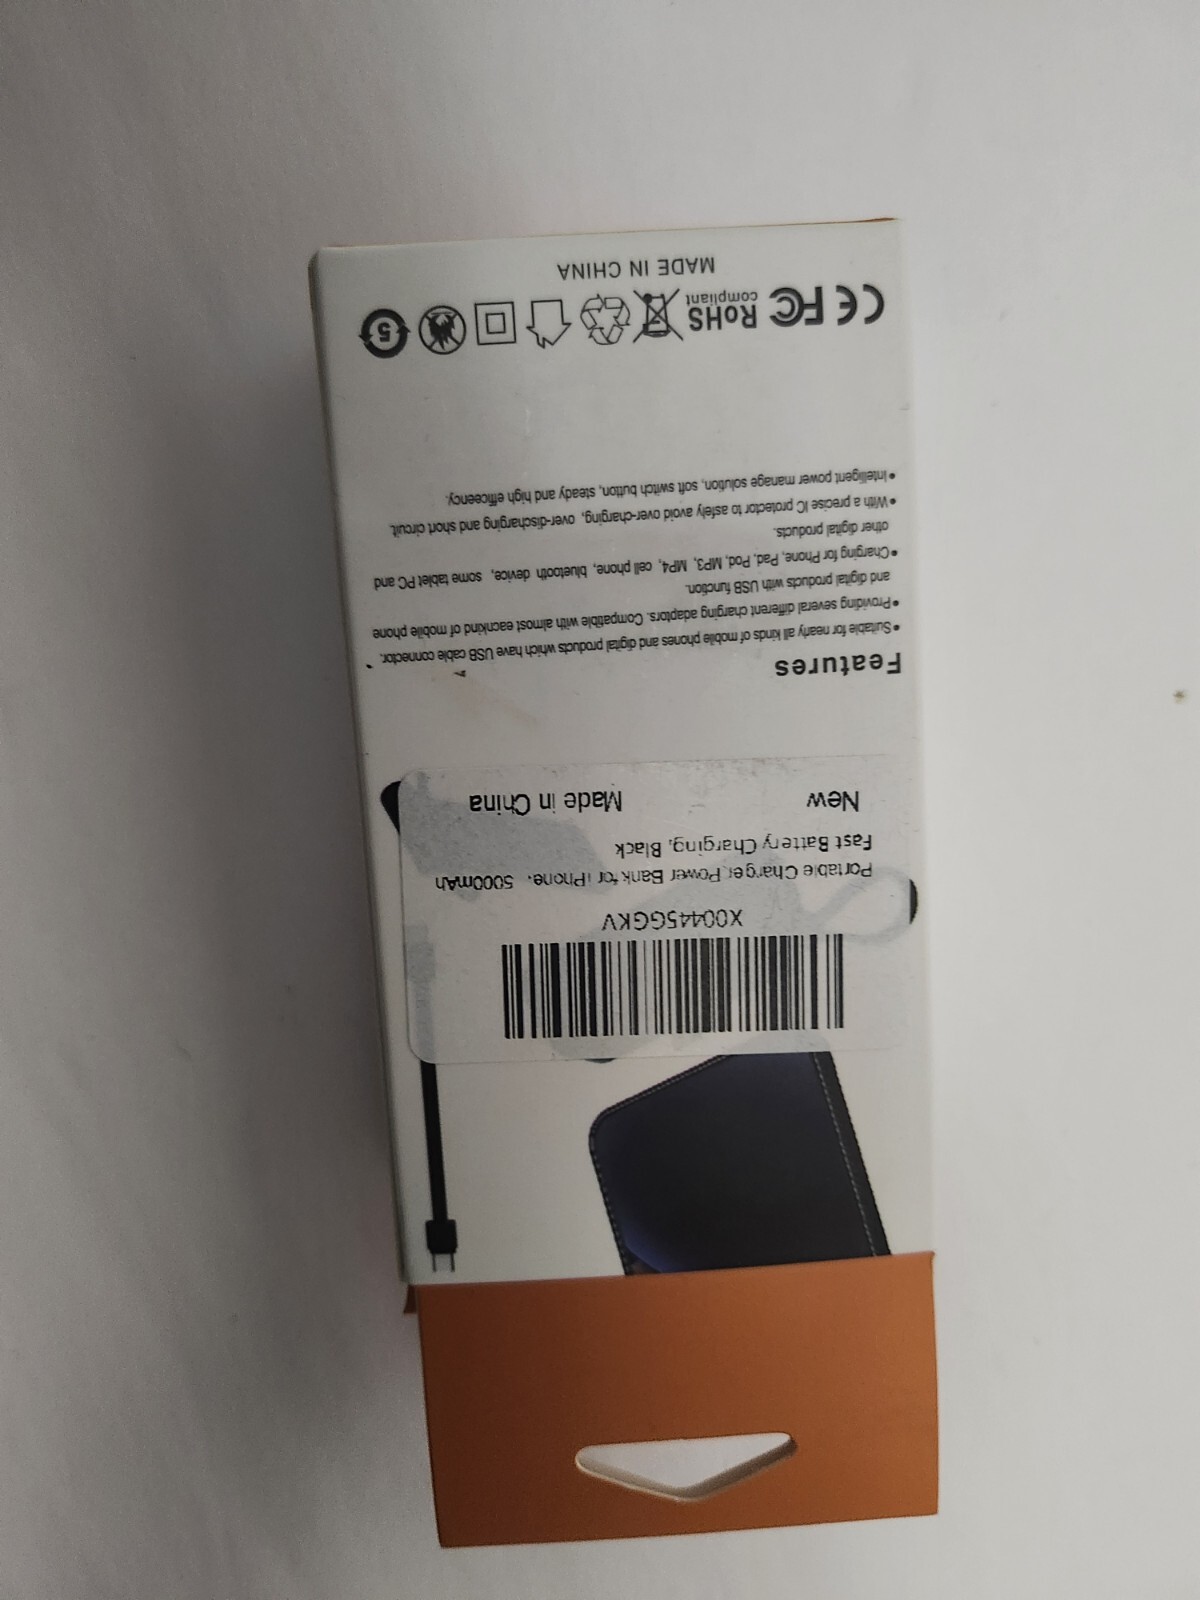 X00445GGKV
Portable Charger, Power Bank for iPhone, 5000mAh
Fast Battery Charging, Black
New Made in China
Features
•Suitable for nearly all kinds of mobile phones and digital products which have USB cable connector.
•Providing several different charging adaptors. Compatible with almost eacnkind of mobile phone
and digital products with USB function.
•Charging for Phone, Pad, Pod, MP3, MP4, cell phone, bluetooth device, some tablet PC and
other digital products.
•With a precise IC protector to asfely avoid over-charging, over-discharging and short circuit.
•Intelligent power manage solution, soft switch button, steady and high efficeency.
CE FC RoHS
compliant
5
MADE IN CHINA